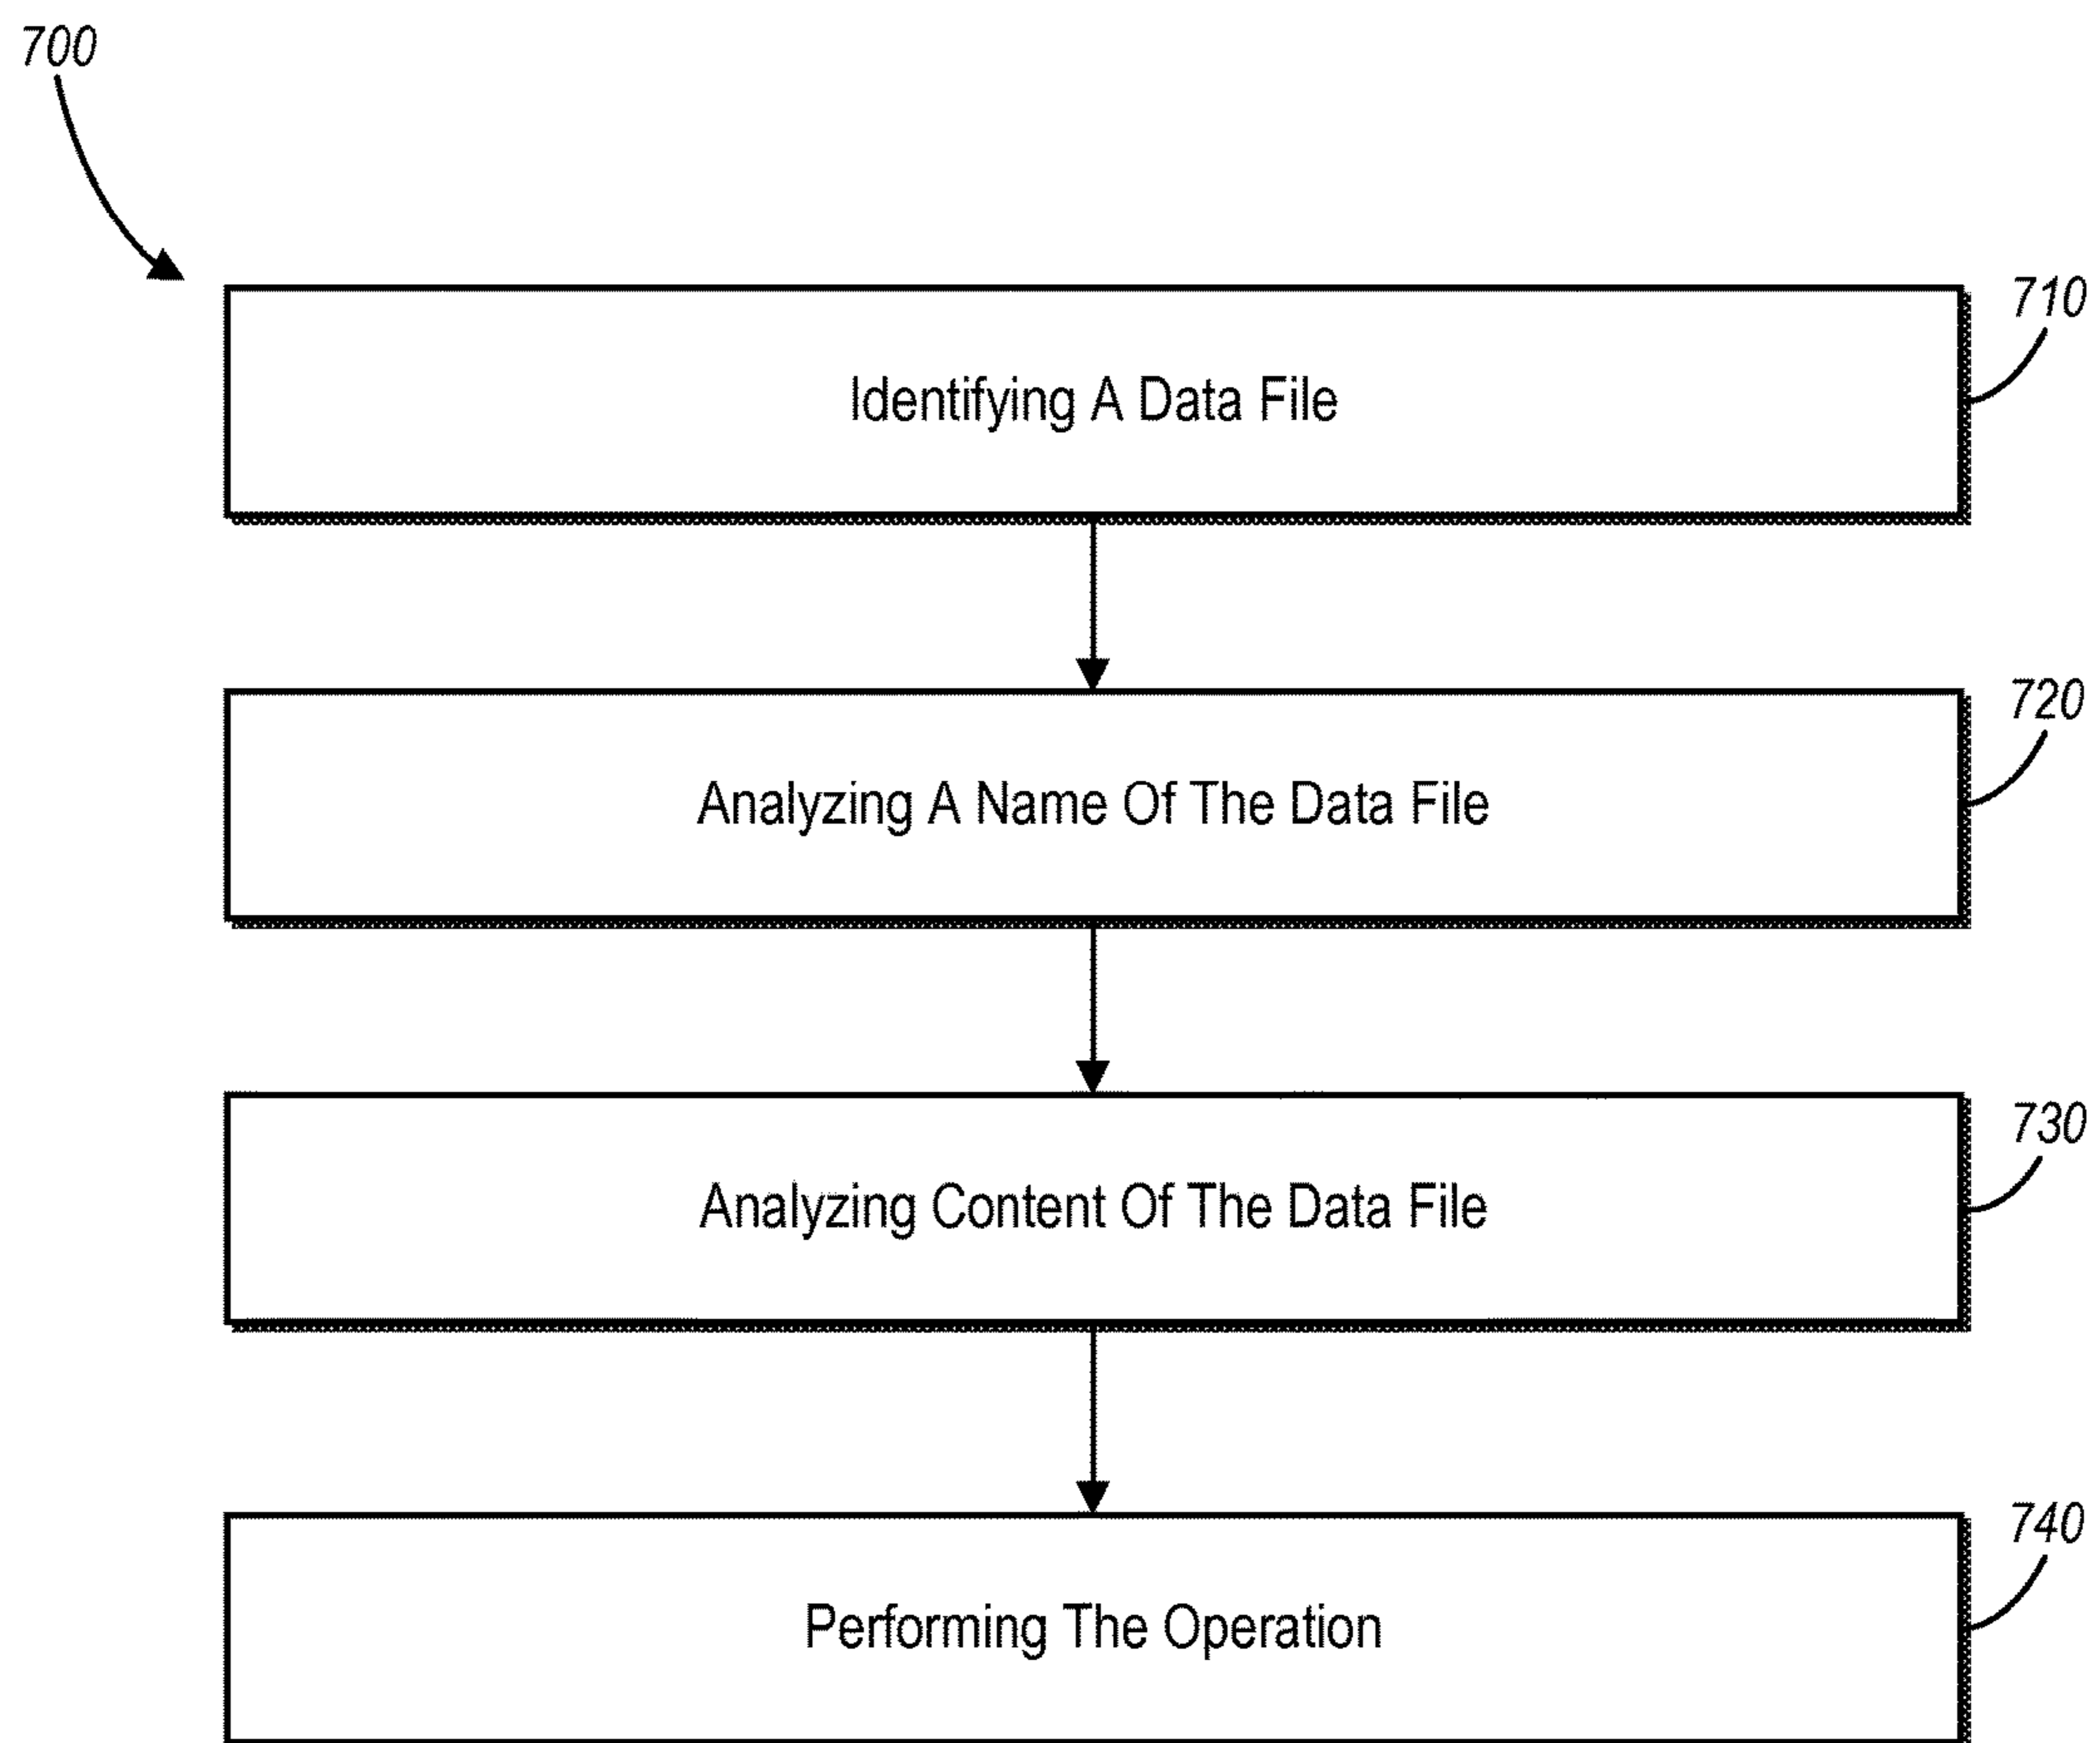 700
710
Identifying A Data File
720
Analyzing A Name Of The Data File
730
Analyzing Content Of The Data File
740
Performing The Operation